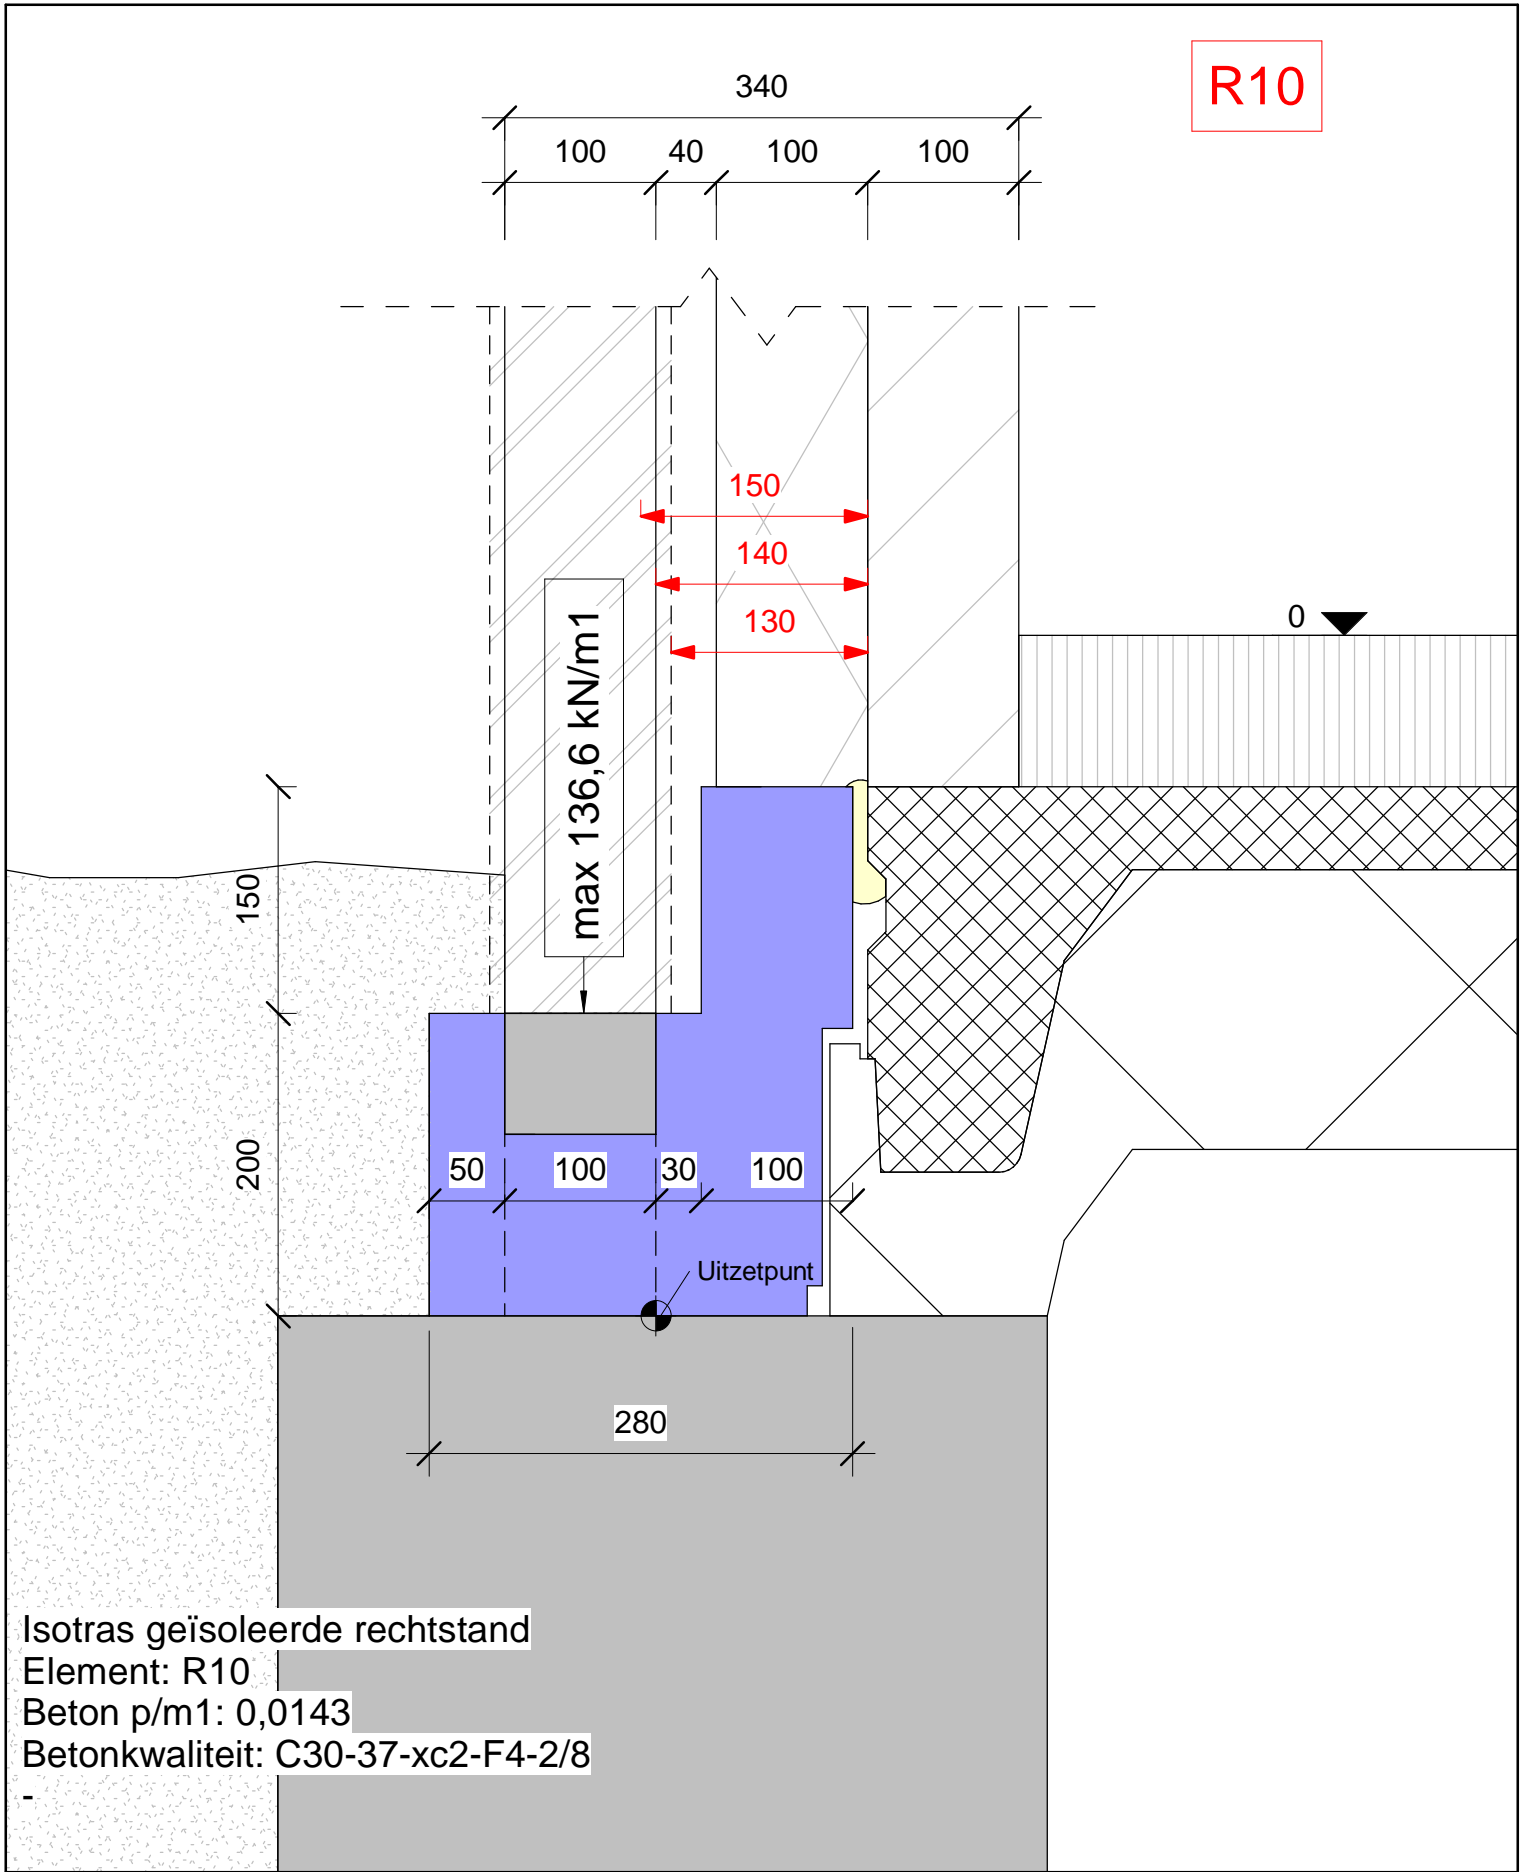 R10
340
100 40 100 100
150
140
130
0
max 136,6 kN/m1
150
200
50 100 30 100
Uitzetpunt
280
Isotras geïsoleerde rechtstand
Element: R10
Beton p/m1: 0,0143
Betonkwaliteit: C30-37-xc2-F4-2/8
-